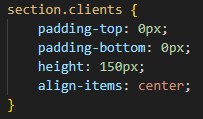 section.clients {
    padding-top: 0px;
    padding-bottom: 0px;
    height: 150px;
    align-items: center;
}